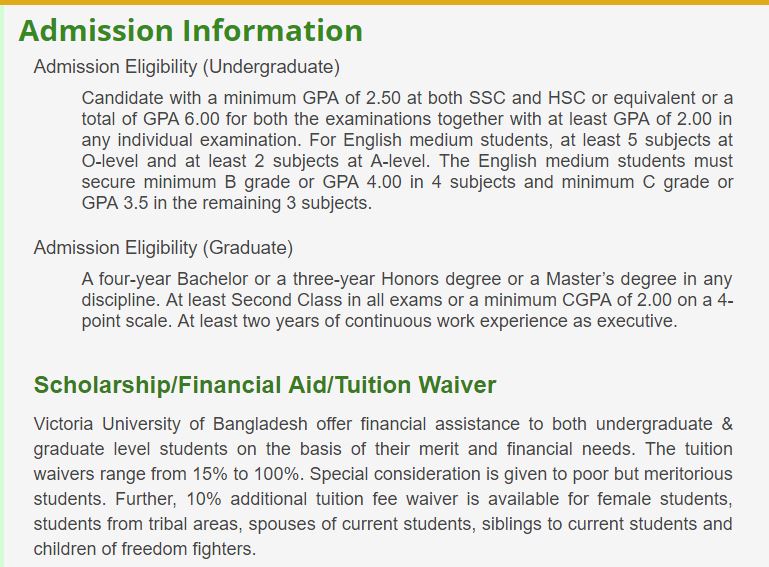 Admission Information
Admission Eligibility (Undergraduate)
Candidate with a minimum GPA of 2.50 at both SSC and HSC or equivalent or a
total of GPA 6.00 for both the examinations together with at least GPA of 2.00 in
any individual examination. For English medium students, at least 5 subjects at
O-level and at least 2 subjects at A-level. The English medium students must
secure minimum B grade or GPA 4.00 in 4 subjects and minimum C grade or
GPA 3.5 in the remaining 3 subjects.
Admission Eligibility (Graduate)
A four-year Bachelor or a three-year Honors degree or a Master's degree in any
discipline. At least Second Class in all exams or a minimum CGPA of 2.00 on a 4-
point scale. At least two years of continuous work experience as executive.
Scholarship/Financial Aid/Tuition Waiver
Victoria University of Bangladesh offer financial assistance to both undergraduate &
graduate level students on the basis of their merit and financial needs. The tuition
waivers range from 15% to 100%. Special consideration is given to poor but meritorious
students. Further, 10% additional tuition fee waiver is available for female students,
students from tribal areas, spouses of current students, siblings to current students and
children of freedom fighters.